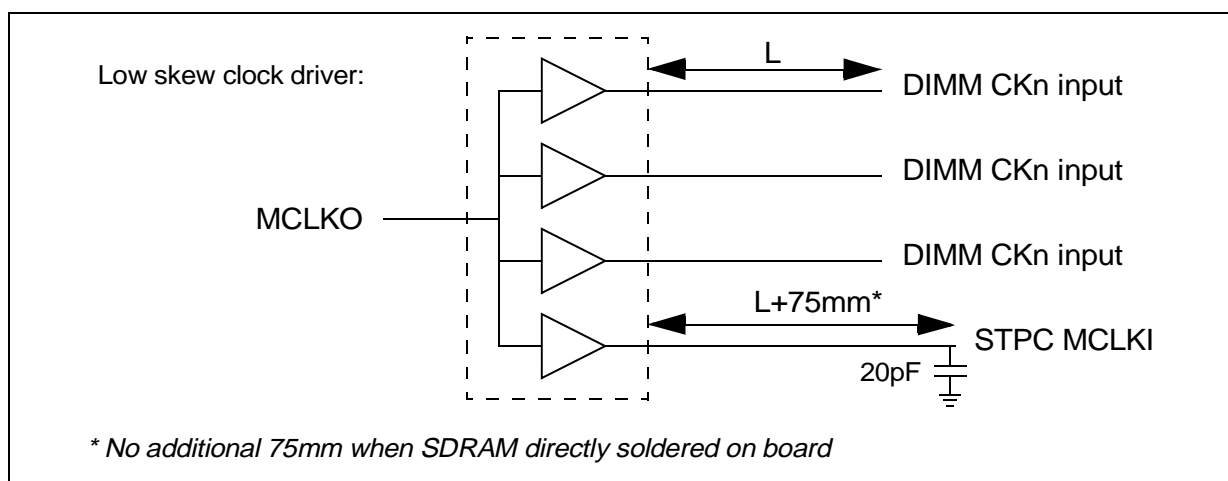 Low skew clock driver:
L
DIMM CKn input
DIMM CKn input
MCLKO
DIMM CKn input
L+75mm*
STPC MCLKI
20pF
* No additional 75mm when SDRAM directly soldered on board